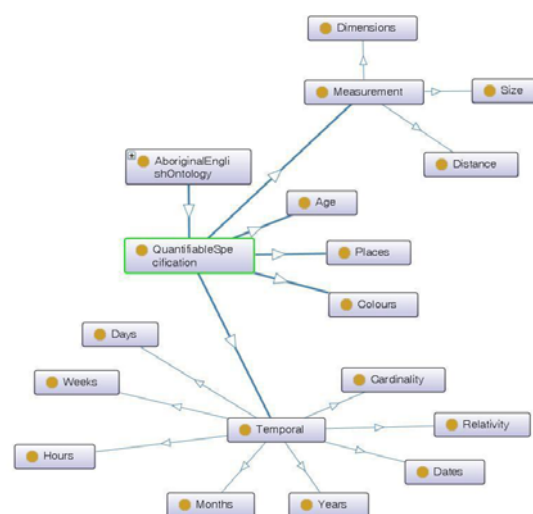 Dimensions
Measurement
Size
AboriginalEngli
shOntology
Distance
Age
QuantifiableSpe
cification
Places
Colours
Days
Weeks
Cardinality
Temporal
Relativity
Hours
Dates
Months
Years